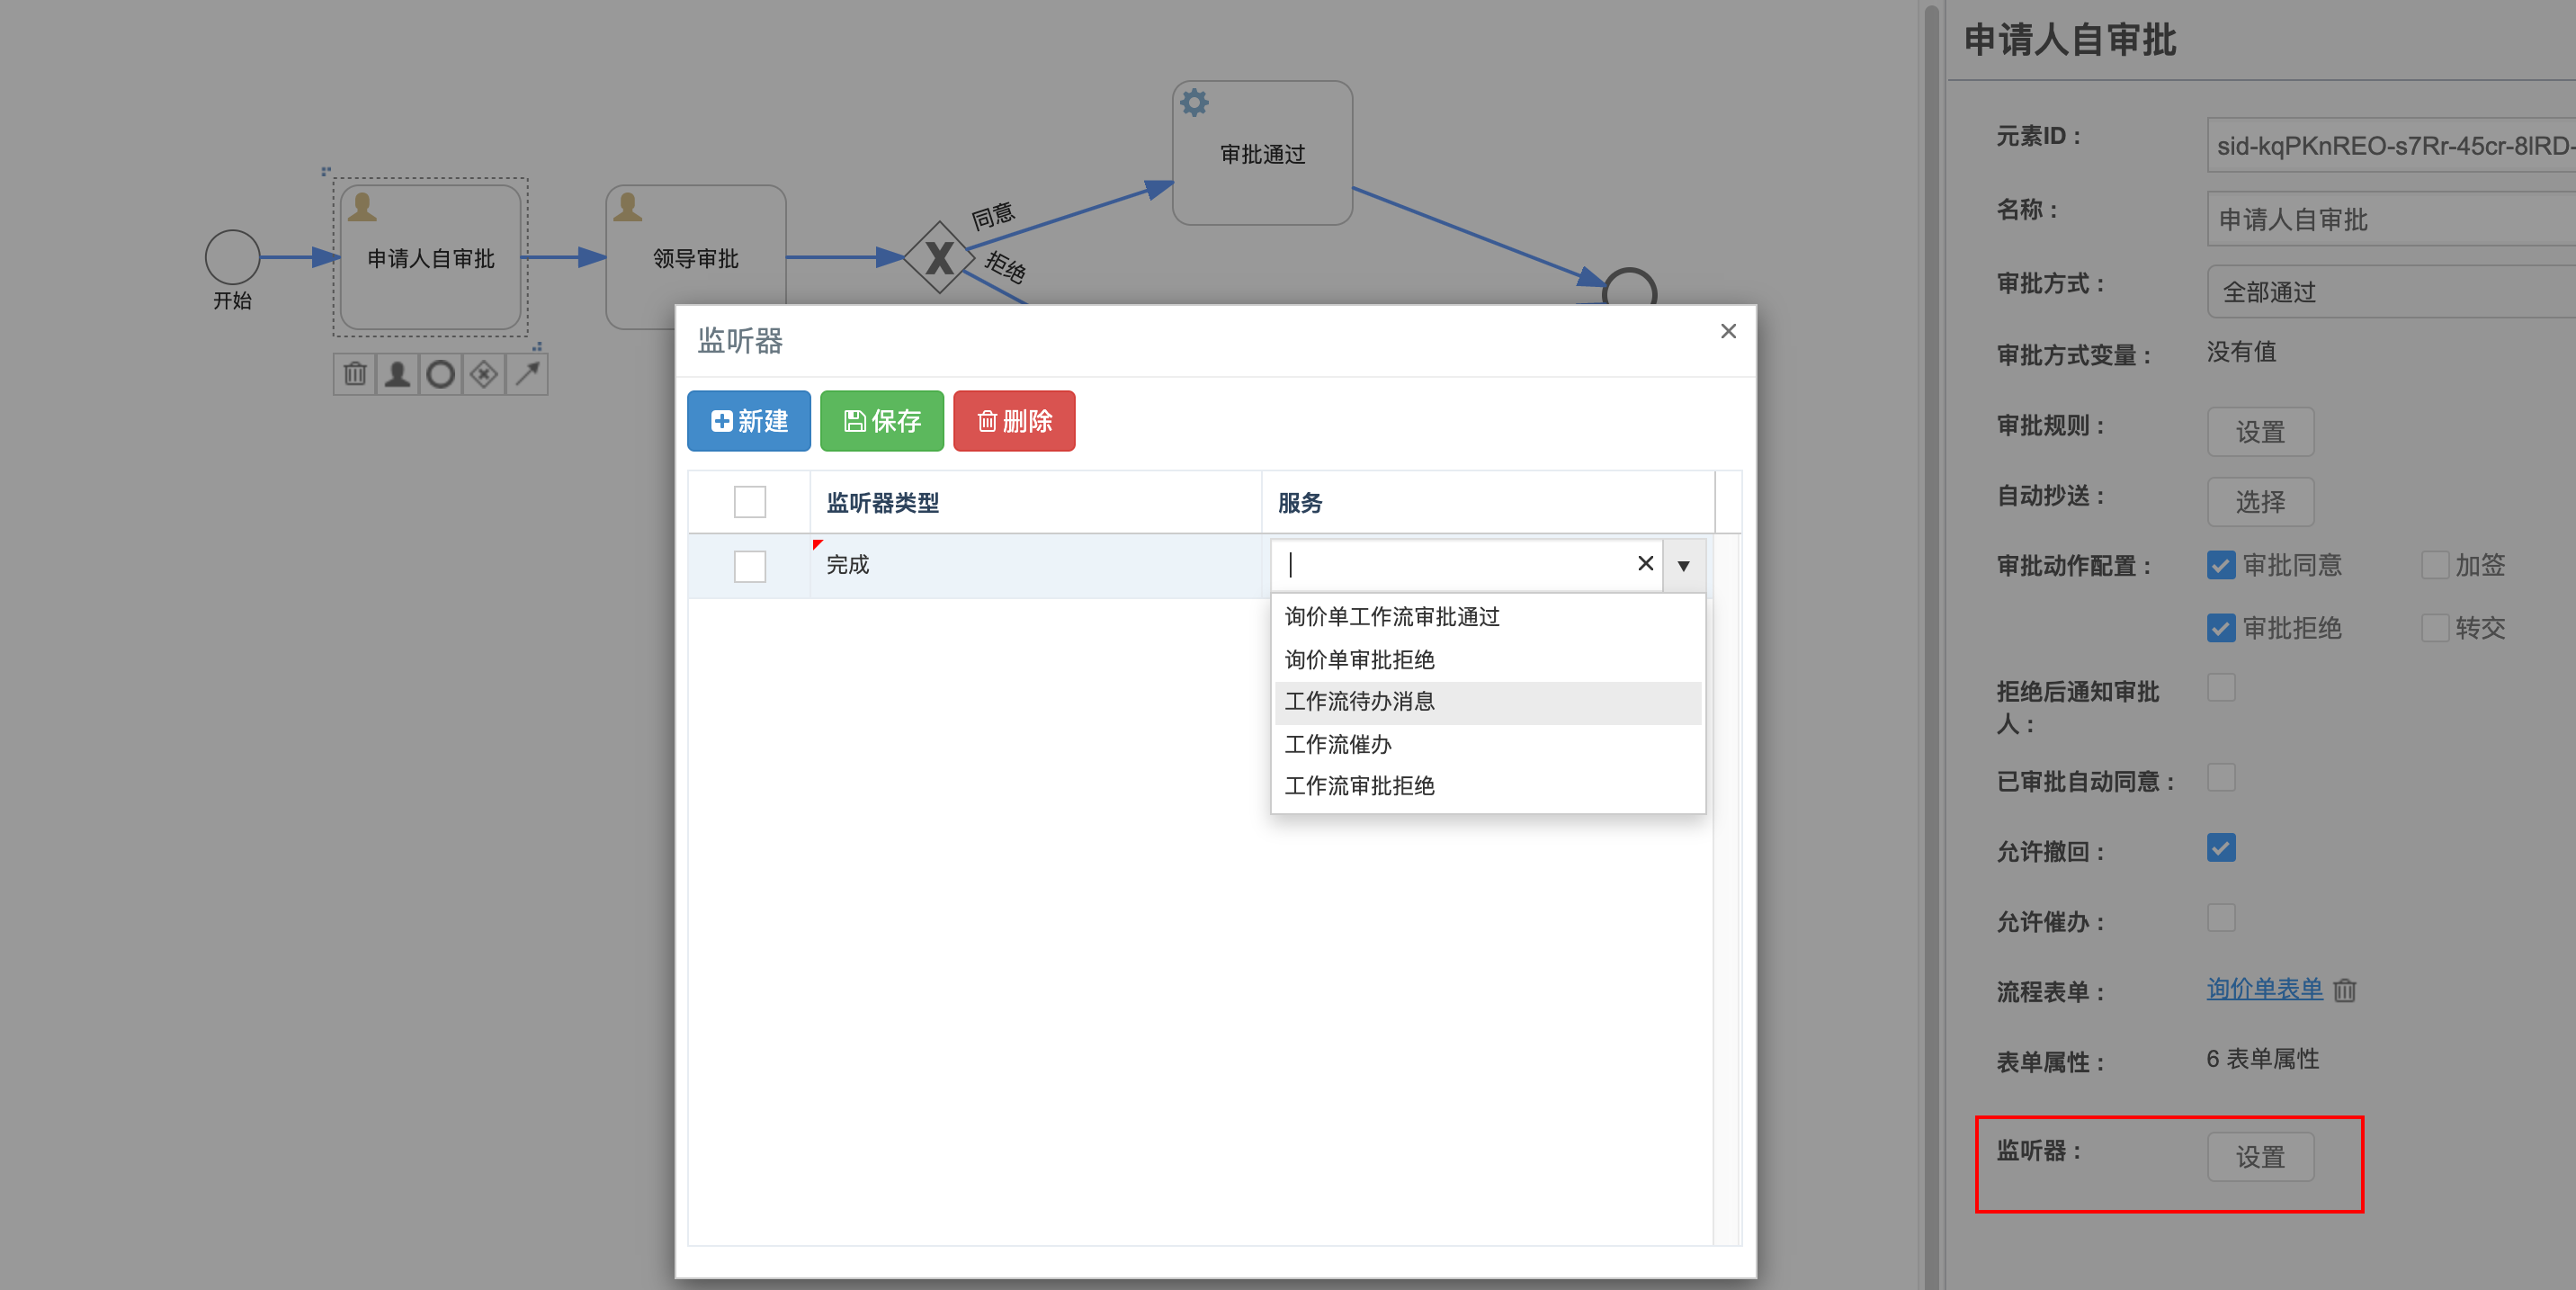 审批通过
同意
申请人自审批
领导审批
X
拒绝
开始
监听器
×
新建
保存
删除
监听器类型
服务
完成
询价单工作流审批通过
询价单审批拒绝
工作流待办消息
工作流催办
工作流审批拒绝
申请人自审批
元素ID：
sid-kqPKnREO-s7Rr-45cr-8lRD-
名称：
申请人自审批
审批方式：
全部通过
审批方式变量：
没有值
审批规则：
设置
自动抄送：
选择
审批动作配置：
审批同意
加签
审批拒绝
转交
拒绝后通知审批
人：
已审批自动同意：
允许撤回：
允许催办：
流程表单：
询价单表单
表单属性：
6 表单属性
监听器：
设置